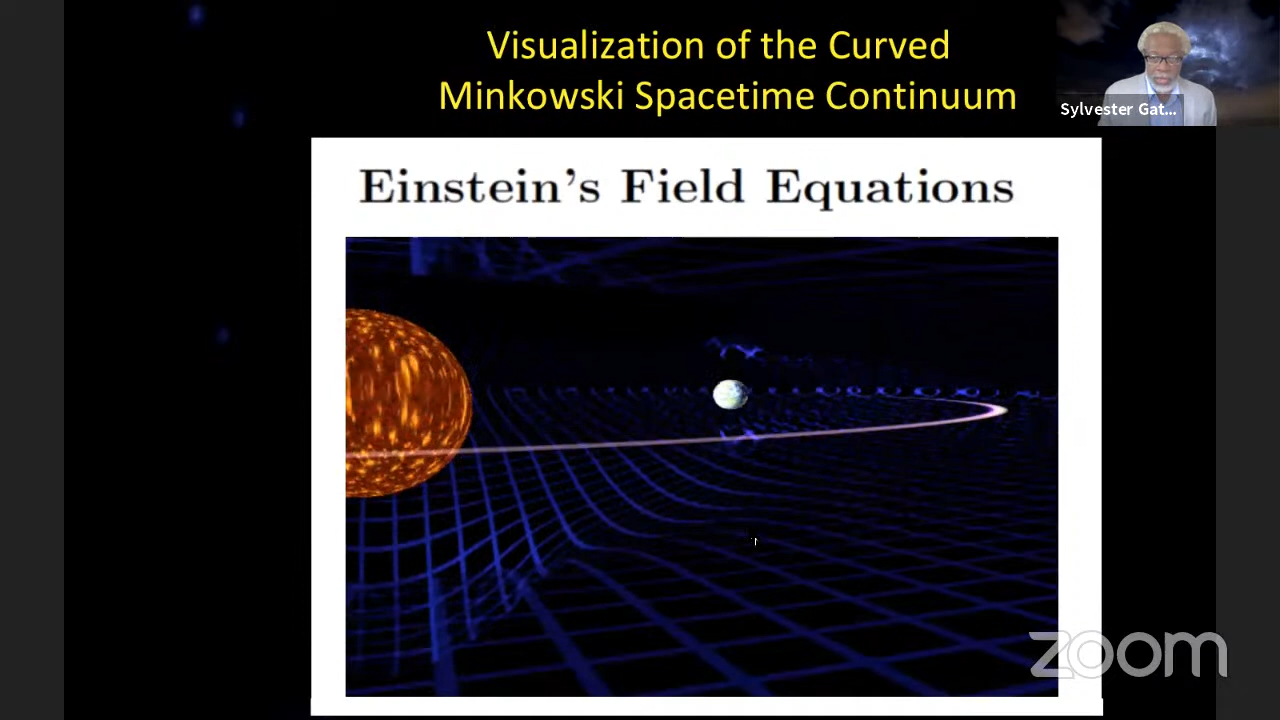 Visualization of the Curved
Minkowski Spacetime Continuum
Sylvester Gat...
Einstein's Field Equations
zoom